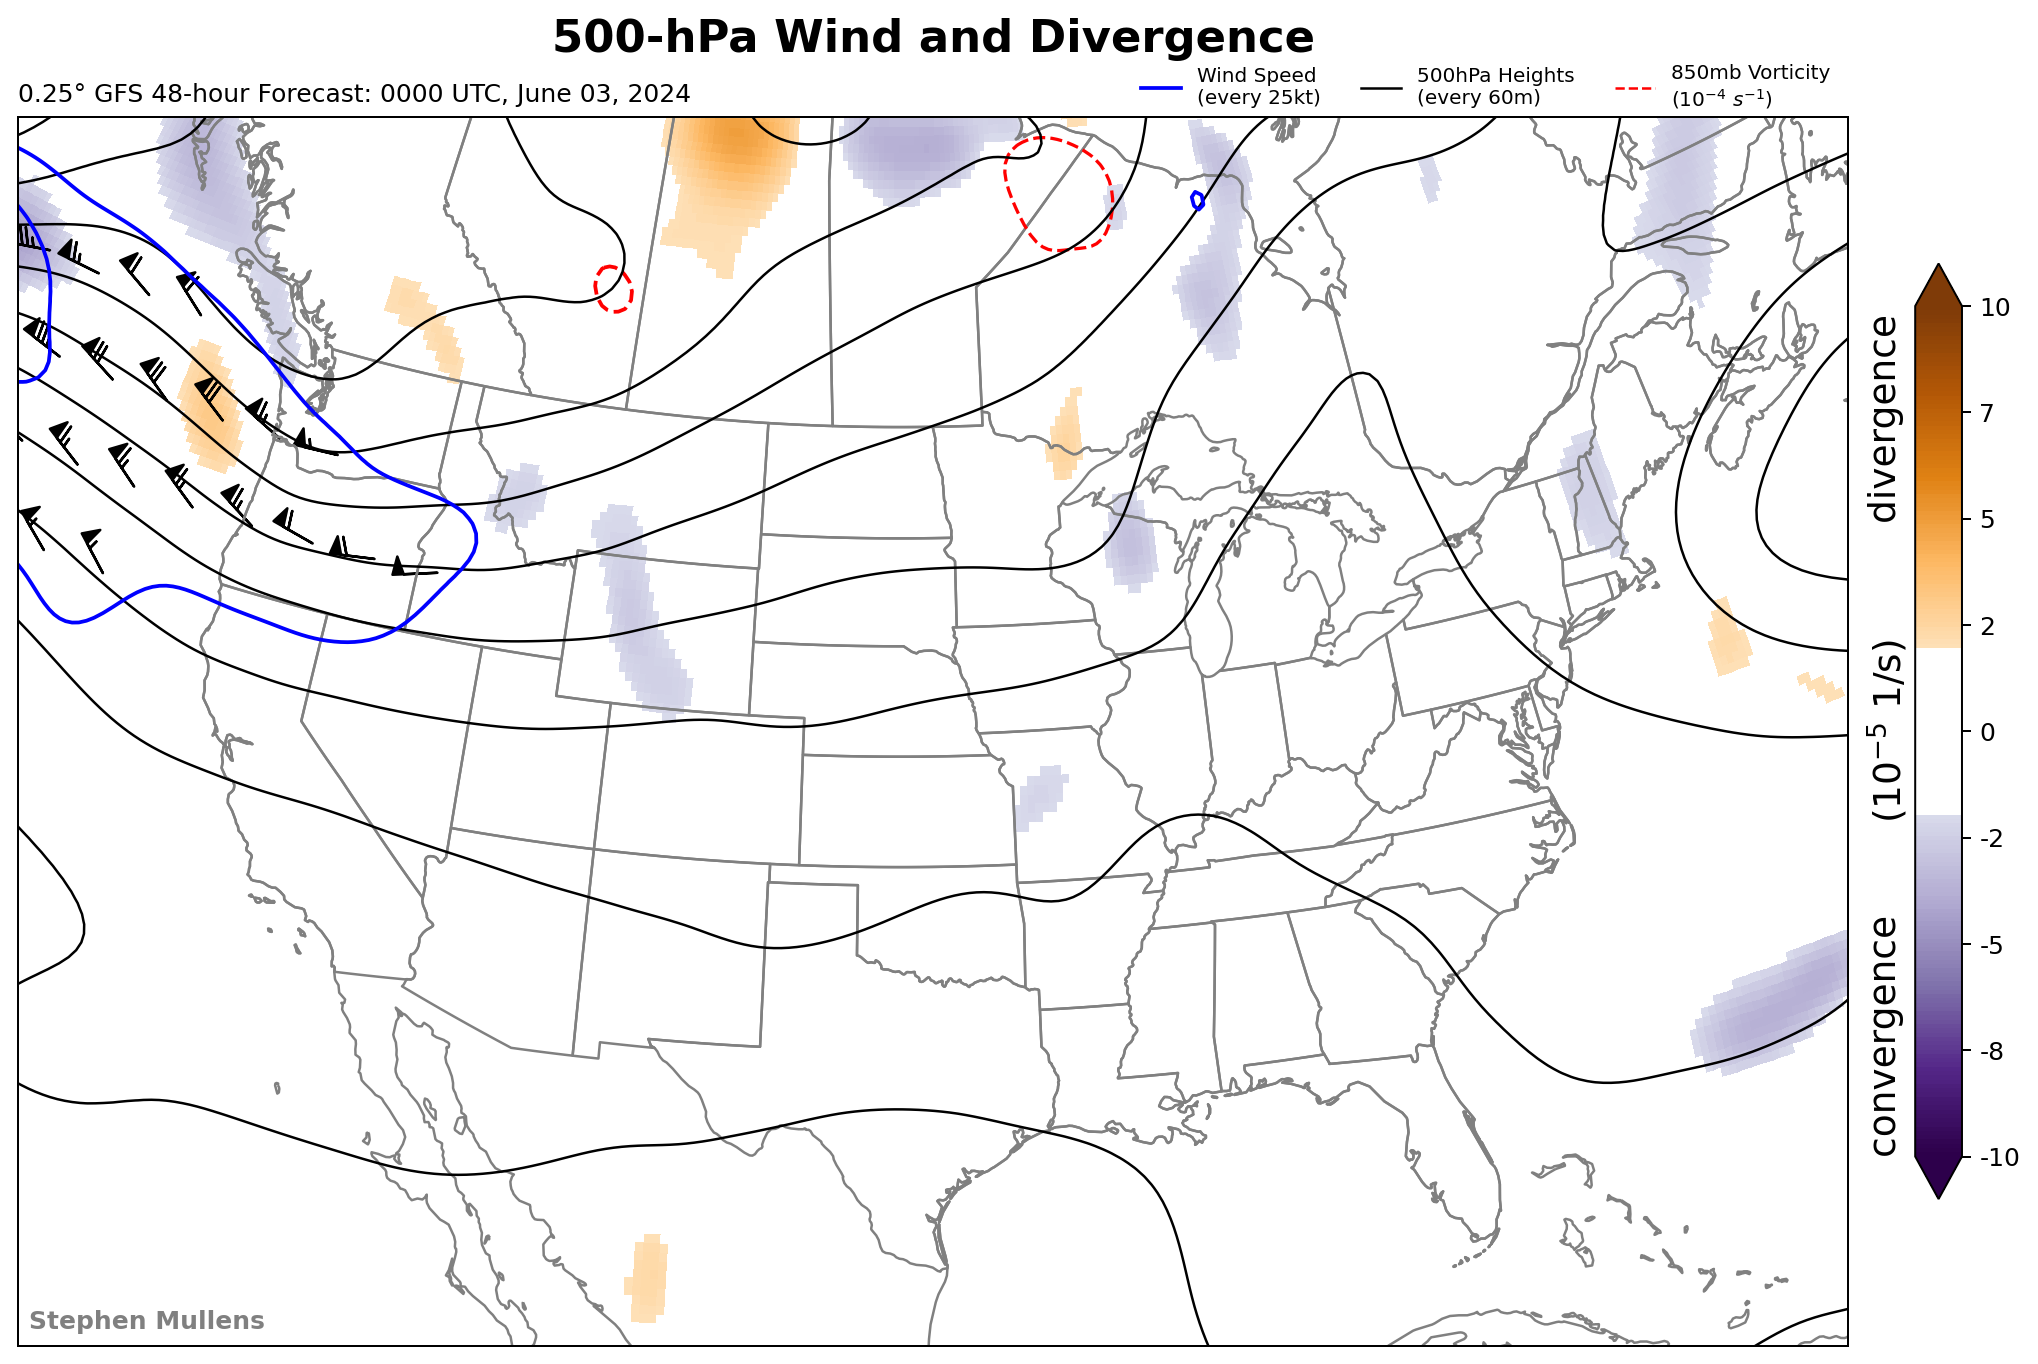 500-hPa Wind and Divergence
0.25° GFS 48-hour Forecast: 0000 UTC, June 03, 2024
Wind Speed
(every 25kt)
500hPa Heights
(every 60m)
850mb Vorticity
(10⁻⁴ s⁻¹)
10
7
5
2
0
-2
-5
-8
-10
convergence (10⁻⁵ 1/s) divergence
Stephen Mullens